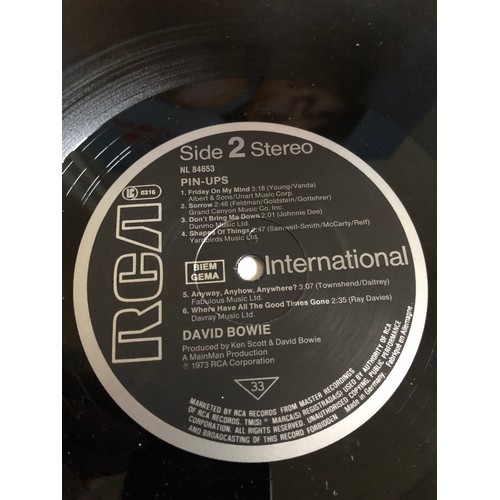 Side 2 Stereo
NL 84653
PIN-UPS
LC 0316
1. Friday On My Mind 3:18 (Young/Vanda)
Albert & Sons/Unart Music Corp.
2. Sorrow 2:48 (Feldman/Goldstein/Gottehrer)
Grand Canyon Music Co. Inc.
3. Don't Bring Me Down 2:01 (Johnnie Dee)
Dunmo Music Ltd.
4. Shapes Of Things 2:47 (Samwell-Smith/McCarty/Relf)
Yardbirds Music Ltd.
RCA
BIEM
GEMA
International
5. Anyway, Anyhow, Anywhere? 3:07 (Townshend/Daltrey)
Fabulous Music Ltd.
6. Where Have All The Good Times Gone 2:35 (Ray Davies)
Davray Music Ltd.
DAVID BOWIE
Produced by Ken Scott & David Bowie
A MainMan Production
℗ 1973 RCA Corporation
33
MARKETED BY RCA RECORDS FROM MASTER RECORDINGS
OF RCA RECORDS. TM(S) ® MARCA(S) REGISTRADA(S) USED BY AUTHORITY OF RCA
CORPORATION. ALL RIGHTS RESERVED. UNAUTHORISED COPYING, PUBLIC PERFORMANCE
AND BROADCASTING OF THIS RECORD FORBIDDEN
Made in Germany. Fabriqué en Allemagne